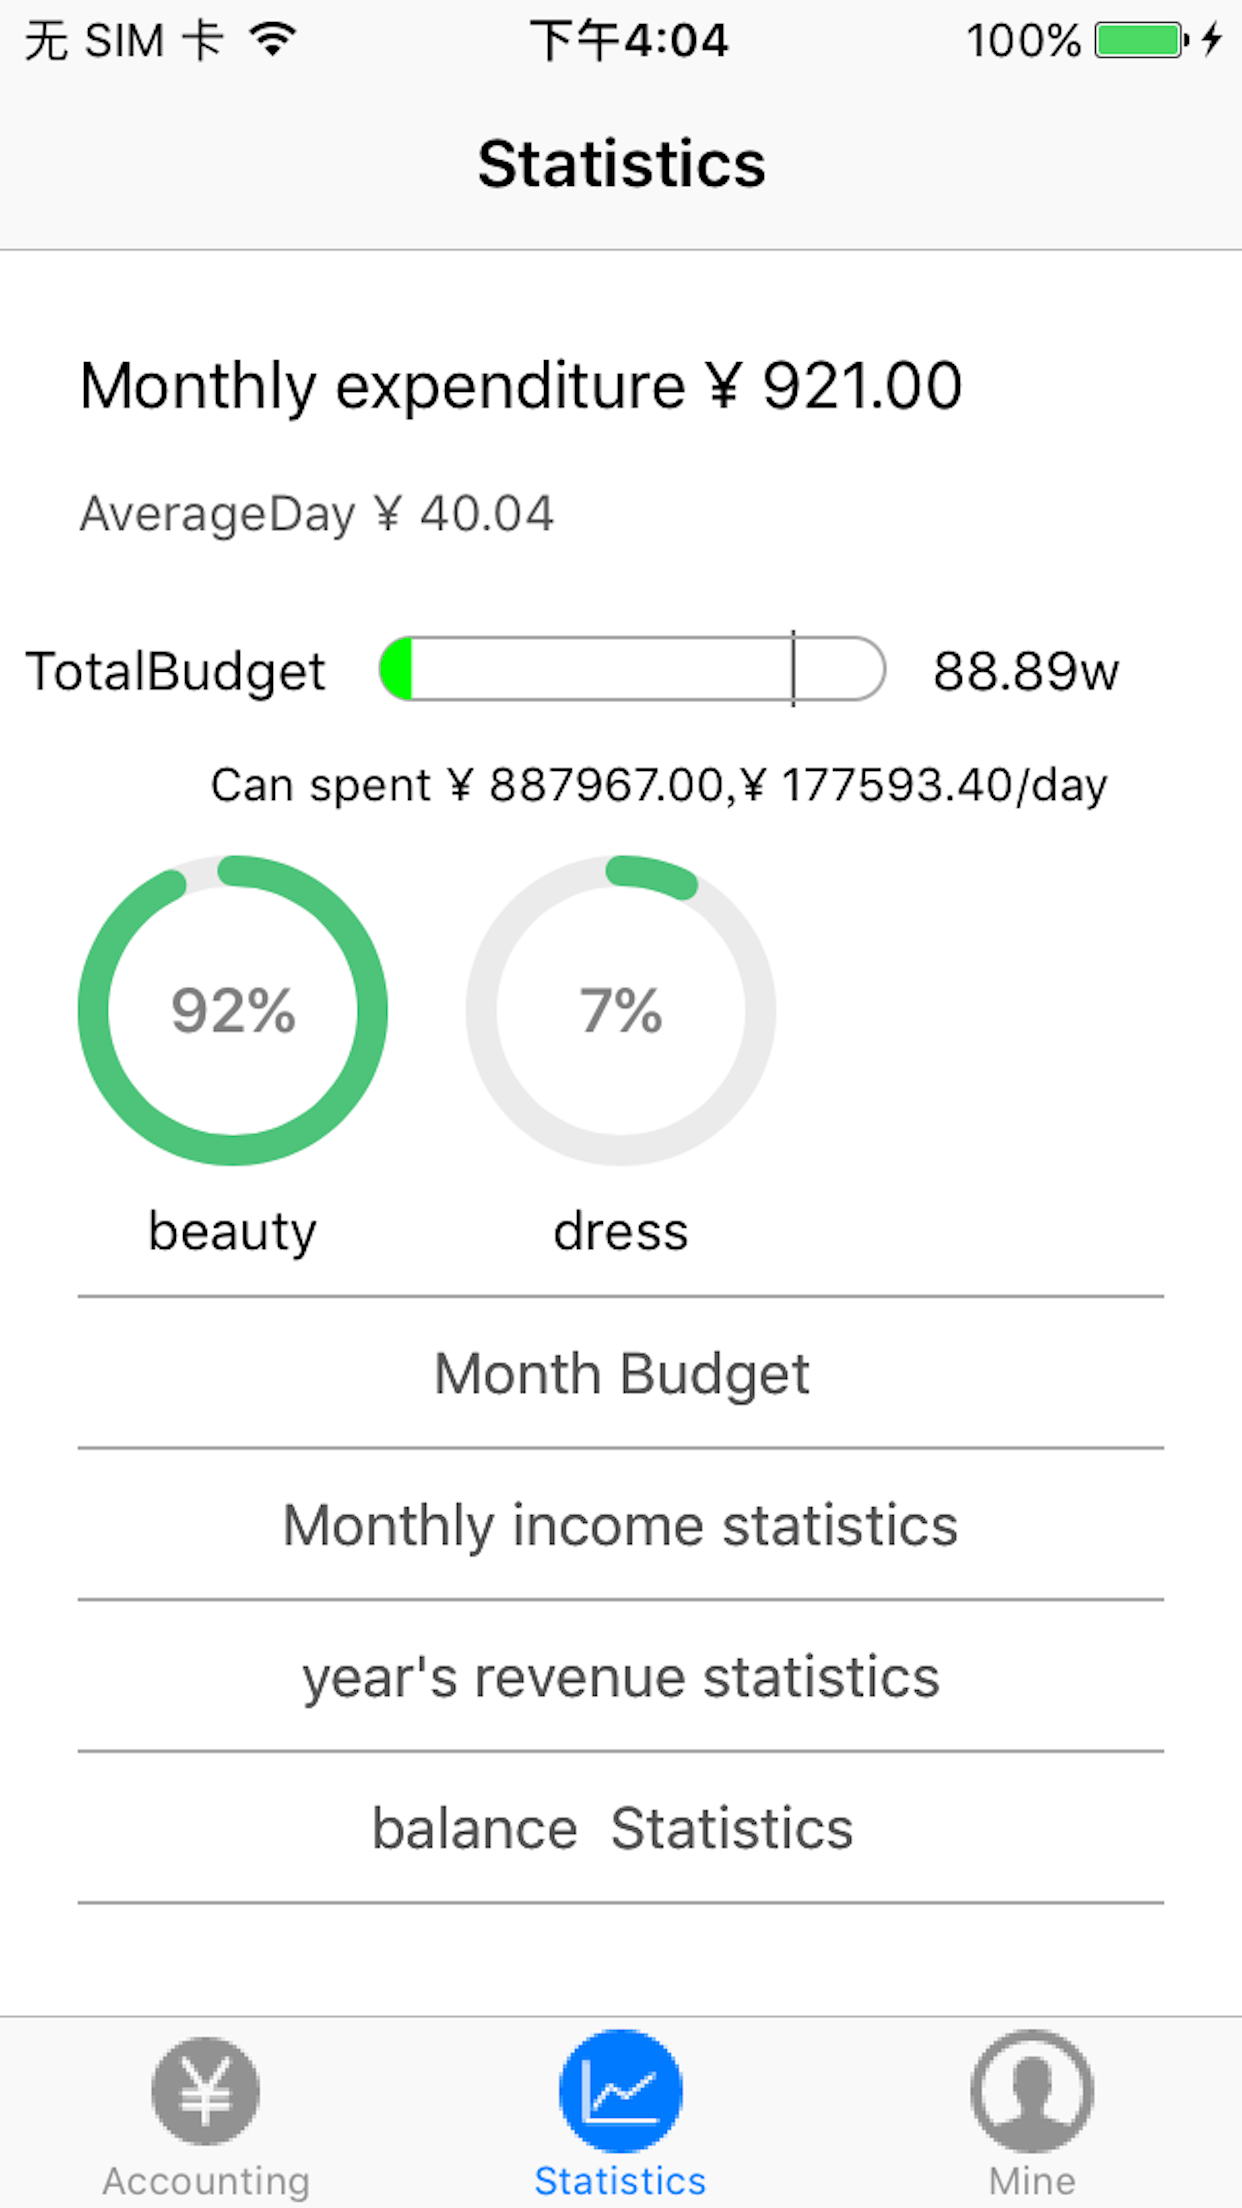 无 SIM 卡 下午4:04 100%
Statistics
Monthly expenditure ¥ 921.00
AverageDay ¥ 40.04
TotalBudget 88.89w
Can spent ¥ 887967.00,¥ 177593.40/day
92% 7%
beauty dress
Month Budget
Monthly income statistics
year's revenue statistics
balance  Statistics
Accounting Statistics Mine